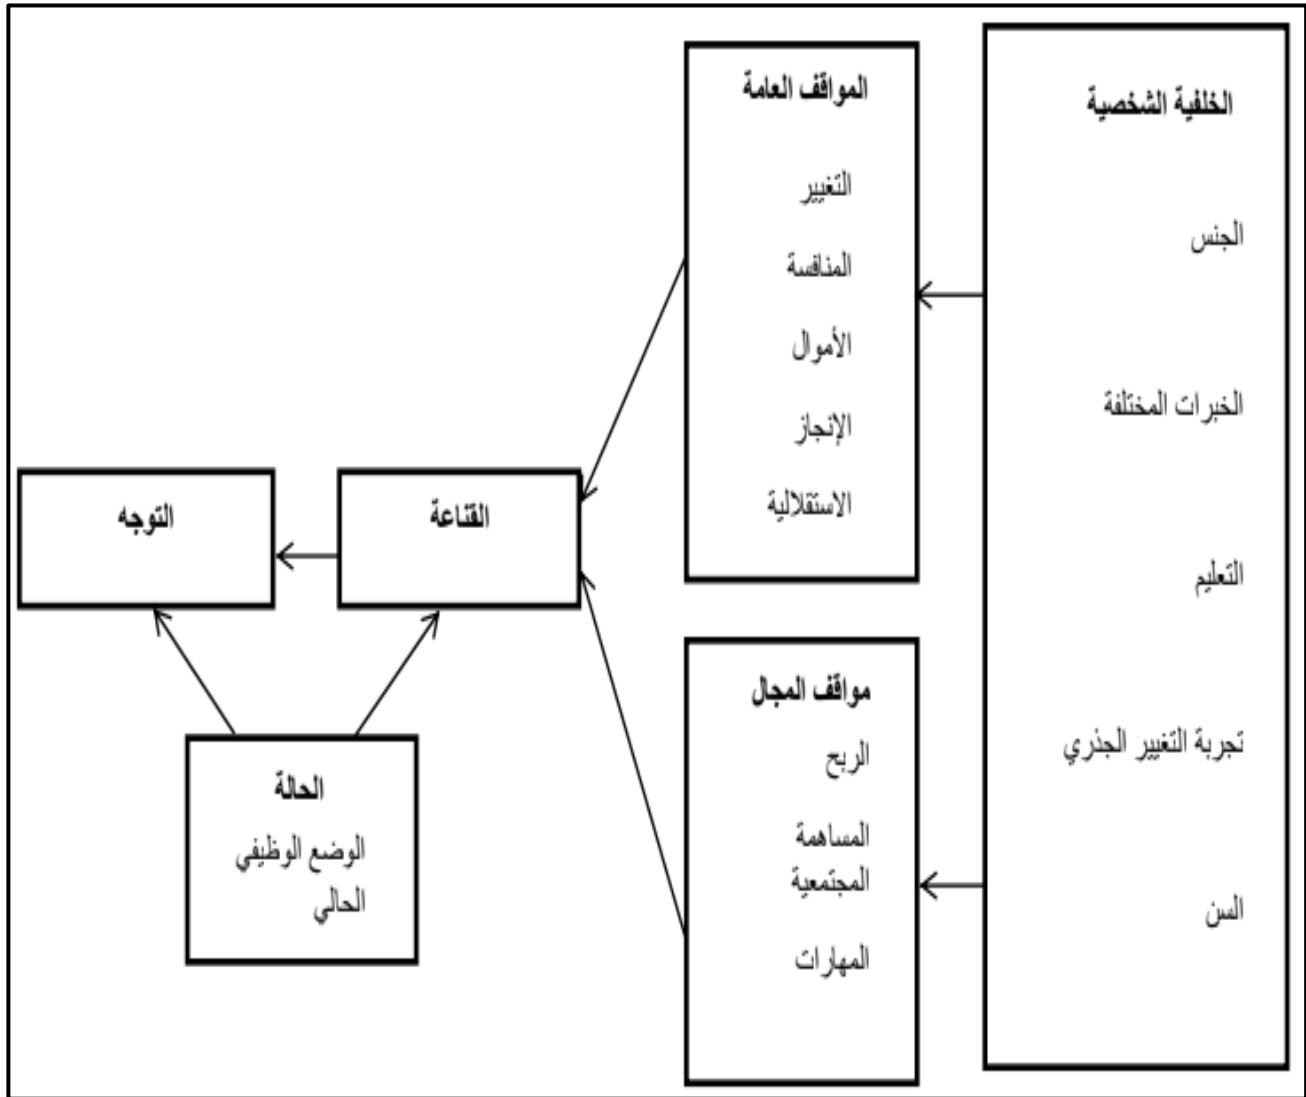 الخلفية الشخصية
الجنس
الخبرات المختلفة
التعليم
تجربة التغيير الجذري
السن
المواقف العامة
التغيير
المنافسة
الأموال
الإنجاز
الاستقلالية
مواقف المجال
الربح
المساهمة
المجتمعية
المهارات
القناعة
التوجه
الحالة
الوضع الوظيفي
الحالي